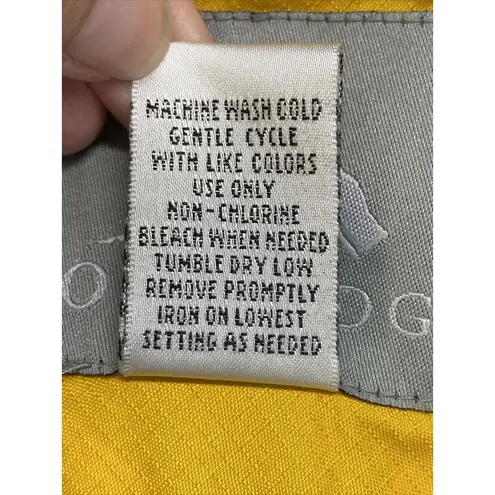 MACHINE WASH COLD
GENTLE CYCLE
WITH LIKE COLORS
USE ONLY
NON-CHLORINE
BLEACH WHEN NEEDED
TUMBLE DRY LOW
REMOVE PROMPTLY
IRON ON LOWEST
SETTING AS NEEDED